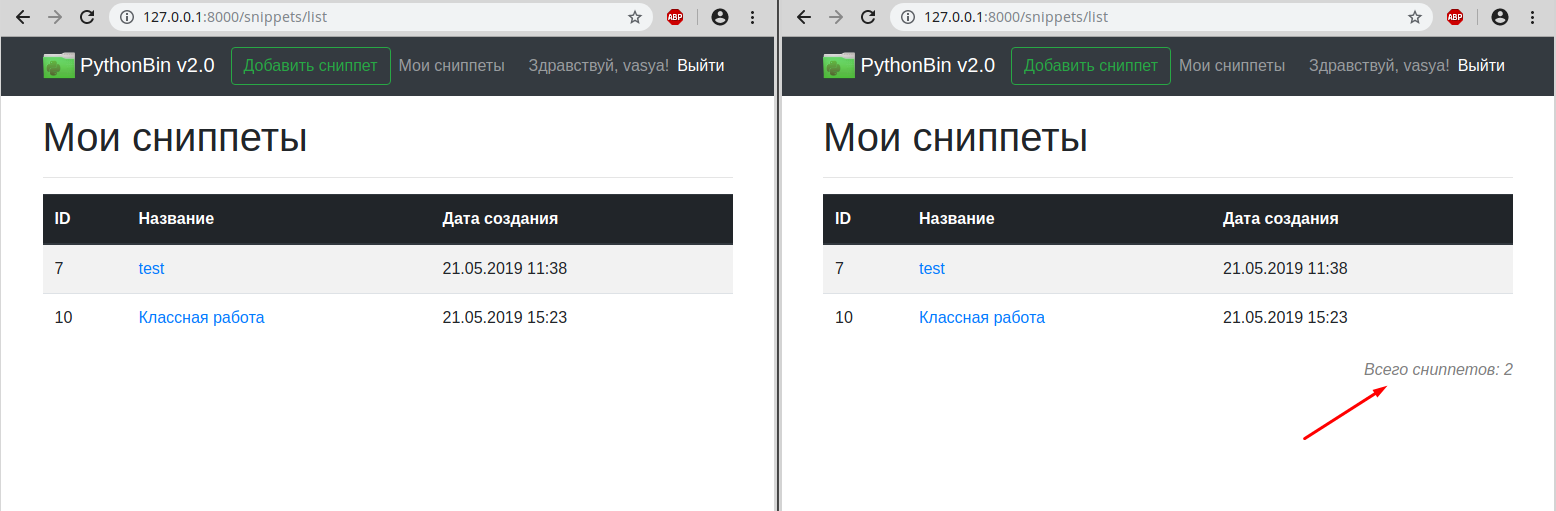 127.0.0.1:8000/snippets/list
ABP
PythonBin v2.0 Добавить сниппет Мои сниппеты Здравствуй, vasya! Выйти
Мои сниппеты
ID Название Дата создания
7 test 21.05.2019 11:38
10 Классная работа 21.05.2019 15:23
127.0.0.1:8000/snippets/list
ABP
PythonBin v2.0 Добавить сниппет Мои сниппеты Здравствуй, vasya! Выйти
Мои сниппеты
ID Название Дата создания
7 test 21.05.2019 11:38
10 Классная работа 21.05.2019 15:23
Всего сниппетов: 2